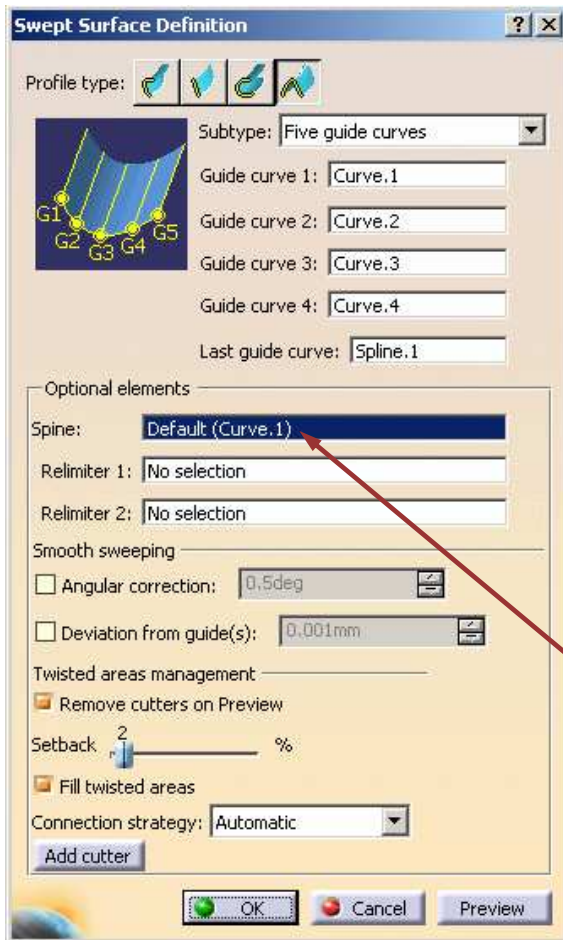 Swept Surface Definition
Profile type:
Subtype: Five guide curves
Guide curve 1: Curve.1
Guide curve 2: Curve.2
Guide curve 3: Curve.3
Guide curve 4: Curve.4
Last guide curve: Spline.1
G1
G2
G3
G4
G5
Optional elements
Spine: Default (Curve.1)
Relimiter 1: No selection
Relimiter 2: No selection
Smooth sweeping
Angular correction: 0.5deg
Deviation from guide(s): 0.001mm
Twisted areas management
Remove cutters on Preview
2
Setback %
Fill twisted areas
Connection strategy: Automatic
Add cutter
OK Cancel Preview